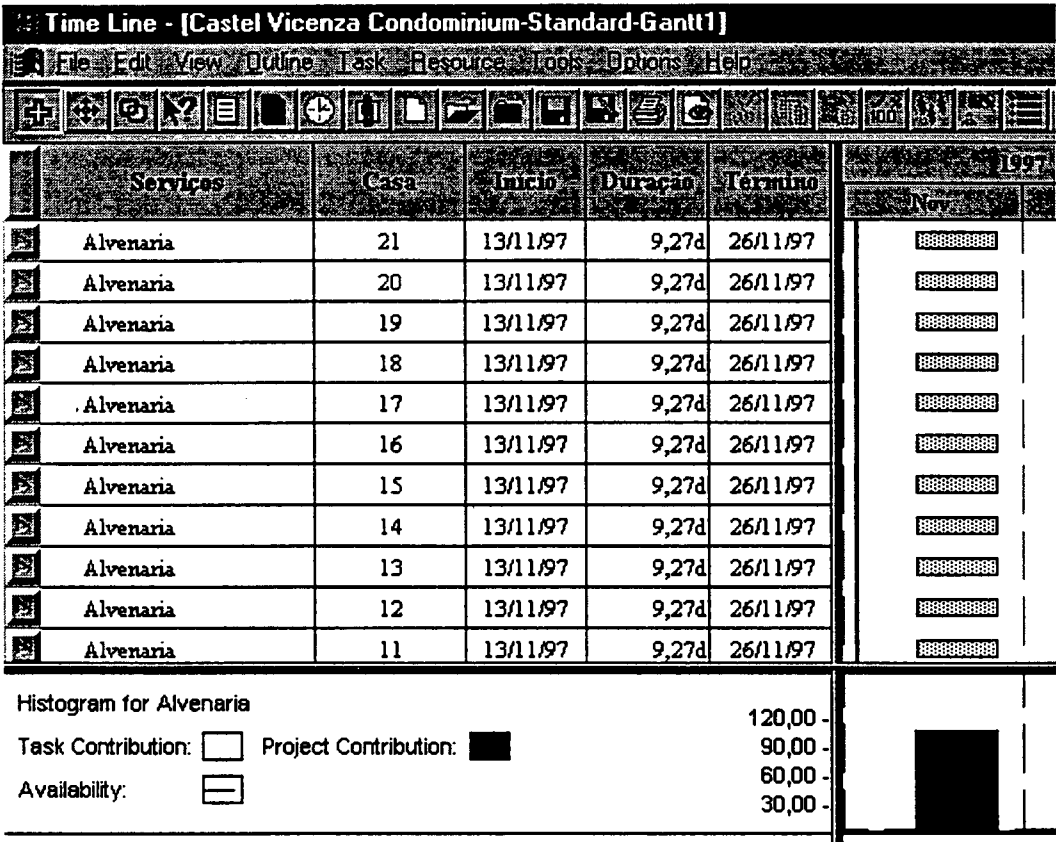 Time Line - [Castel Vicenza Condominium-Standard-Gantt1]
File Edit View Outline Task Resource Tools Options Help
Serviços Casa Início Duração Término 1997
Nov
Alvenaria 21 13/11/97 9,27d 26/11/97
Alvenaria 20 13/11/97 9,27d 26/11/97
Alvenaria 19 13/11/97 9,27d 26/11/97
Alvenaria 18 13/11/97 9,27d 26/11/97
Alvenaria 17 13/11/97 9,27d 26/11/97
Alvenaria 16 13/11/97 9,27d 26/11/97
Alvenaria 15 13/11/97 9,27d 26/11/97
Alvenaria 14 13/11/97 9,27d 26/11/97
Alvenaria 13 13/11/97 9,27d 26/11/97
Alvenaria 12 13/11/97 9,27d 26/11/97
Alvenaria 11 13/11/97 9,27d 26/11/97
Histogram for Alvenaria
Task Contribution: Project Contribution:
Availability:
120,00 -
90,00 -
60,00 -
30,00 -